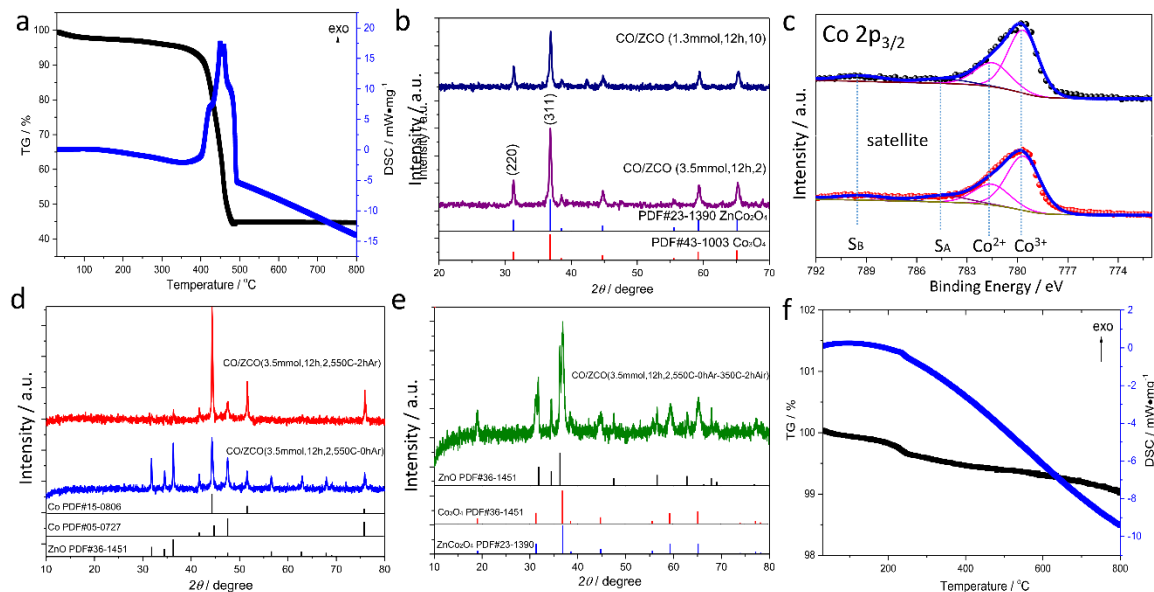 a
exo
TG / %
100
90
80
70
60
50
40
20
15
10
5
0
-5
-10
-15
DSC / mW•mg⁻¹
100 200 300 400 500 600 700 800
Temperature / °C
b
CO/ZCO (1.3mmol,12h,10)
(311)
(220)
CO/ZCO (3.5mmol,12h,2)
PDF#23-1390 ZnCo₂O₄
PDF#43-1003 Co₃O₄
Intensity / a.u.
Intensity / a.u.
20 30 40 50 60 70
2θ / degree
c
Co 2p3/2
satellite
SB SA Co²⁺ Co³⁺
Intensity / a.u.
792 789 786 783 780 777 774
Binding Energy / eV
d
CO/ZCO(3.5mmol,12h,2,550C-2hAr)
CO/ZCO(3.5mmol,12h,2,550C-0hAr)
Co PDF#15-0806
Co PDF#05-0727
ZnO PDF#36-1451
Intensity / a.u.
10 20 30 40 50 60 70 80
2θ / degree
e
CO/ZCO(3.5mmol,12h,2,550C-0hAr-350C-2hAir)
ZnO PDF#36-1451
Co₃O₄ PDF#36-1451
ZnCo₂O₄ PDF#23-1390
Intensity / a.u.
10 20 30 40 50 60 70 80
2θ / degree
f
exo
TG / %
102
101
100
99
98
2
0
-2
-4
-6
-8
-10
DSC / mW•mg⁻¹
200 400 600 800
Temperature / °C